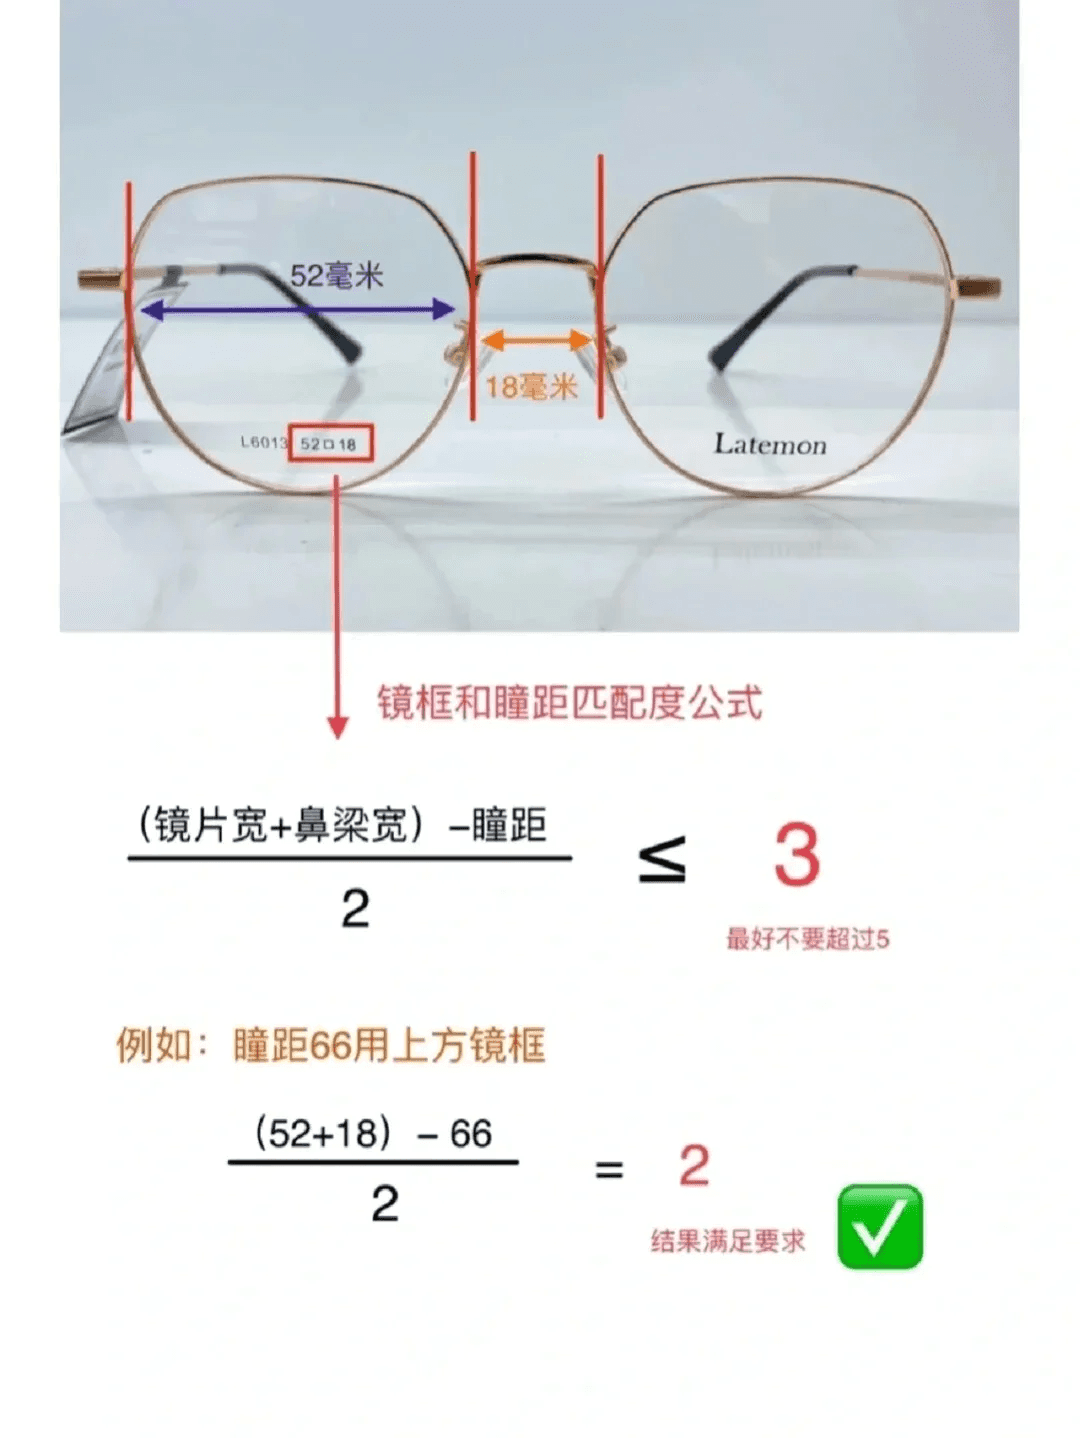 52毫米
18毫米
L6013 52□18
Latemon
镜框和瞳距匹配度公式
（镜片宽+鼻梁宽）-瞳距
2
≤ 3
最好不要超过5
例如：瞳距66用上方镜框
（52+18）- 66
2
= 2
结果满足要求